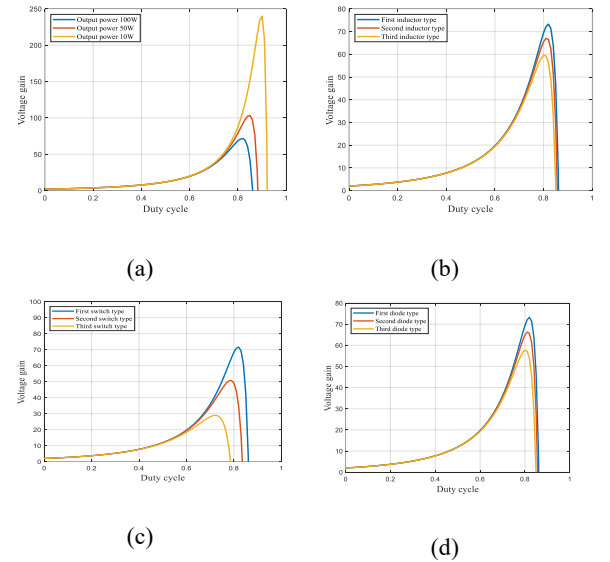 Output power 100W
Output power 50W
Output power 10W
250
200
150
100
50
0
Voltage gain
0 0.2 0.4 0.6 0.8 1
Duty cycle
(a)
First inductor type
Second inductor type
Third inductor type
80
70
60
50
40
30
20
10
0
Voltage gain
0 0.2 0.4 0.6 0.8 1
Duty cycle
(b)
First switch type
Second switch type
Third switch type
100
90
80
70
60
50
40
30
20
10
0
Voltage gain
0 0.2 0.4 0.6 0.8 1
Duty cycle
(c)
First diode type
Second diode type
Third diode type
80
70
60
50
40
30
20
10
0
Voltage gain
0 0.2 0.4 0.6 0.8 1
Duty cycle
(d)